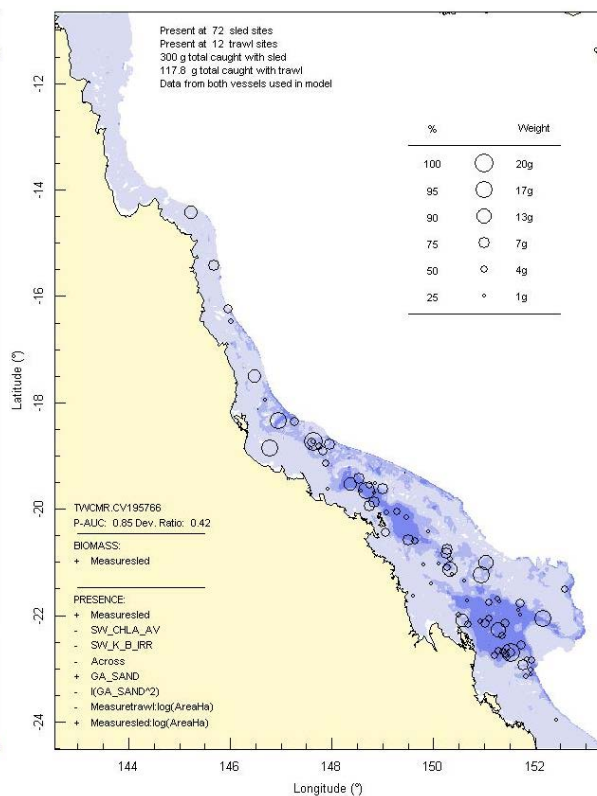 Present at 72 sled sites
Present at 12 trawl sites
300 g total caught with sled
117.8 g total caught with trawl
Data from both vessels used in model
% Weight
100 20g
95 17g
90 13g
75 7g
50 4g
25 1g
-12
-14
-16
-18
-20
-22
-24
Latitude (°)
TWCMR.CV195766
P-AUC: 0.85 Dev. Ratio: 0.42
BIOMASS:
+ Measuresled
PRESENCE:
+ Measuresled
- SW_CHLA_AV
- SW_K_B_IRR
- Across
+ GA_SAND
- I(GA_SAND^2)
- Measuretrawl:log(AreaHa)
+ Measuresled:log(AreaHa)
144 146 148 150 152
Longitude (°)